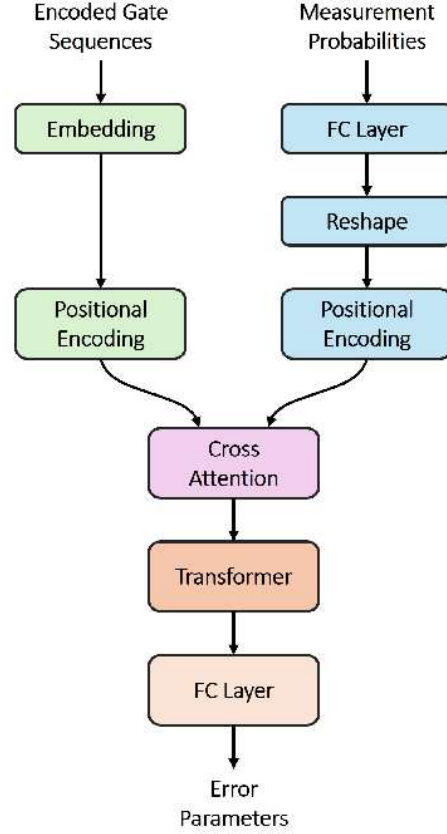 Encoded Gate
Sequences
Measurement
Probabilities
Embedding
FC Layer
Reshape
Positional
Encoding
Positional
Encoding
Cross
Attention
Transformer
FC Layer
Error
Parameters